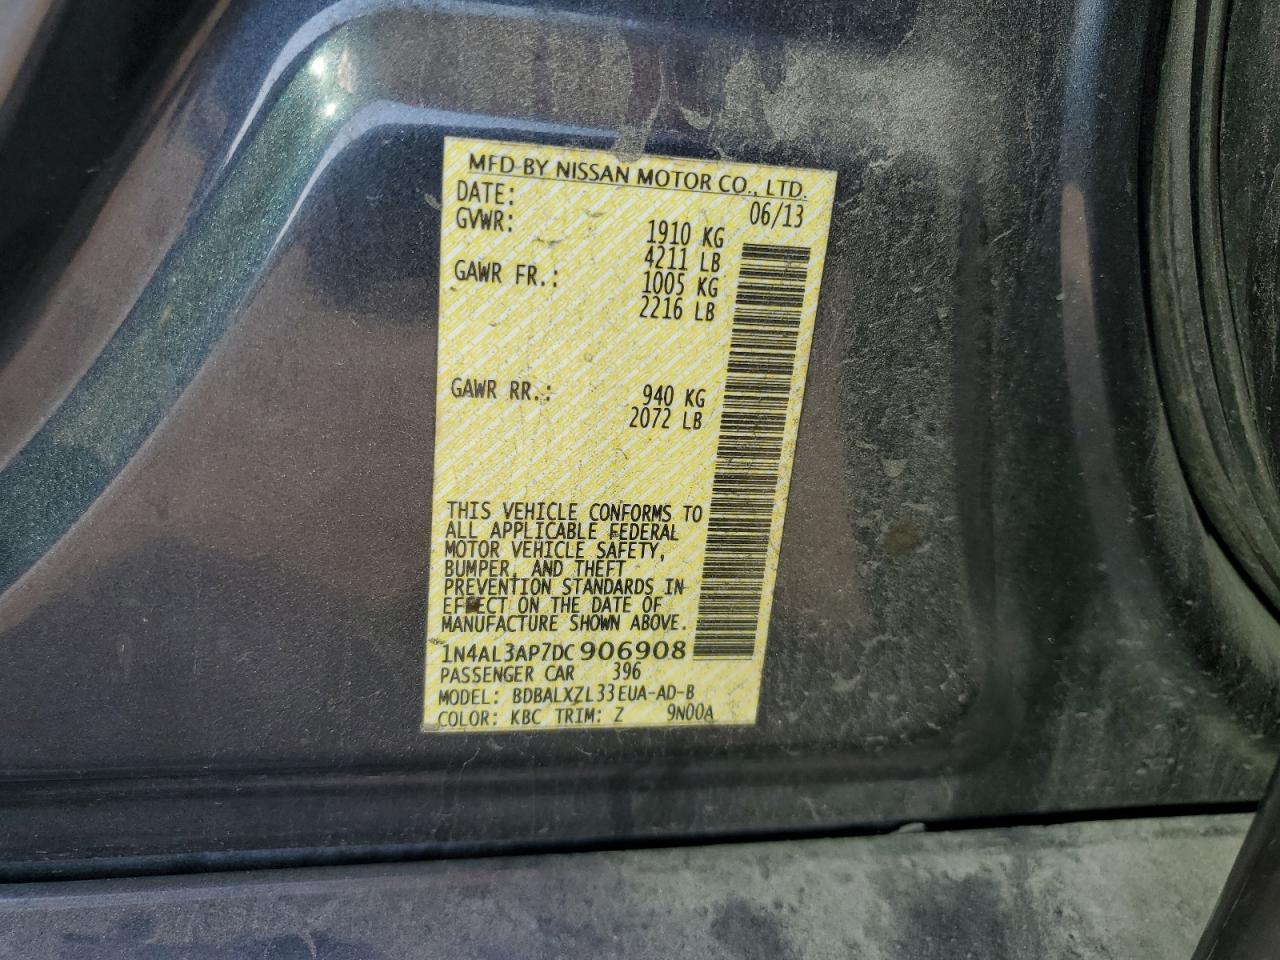 MFD BY NISSAN MOTOR CO., LTD.
DATE: 06/13
GVWR: 1910 KG
4211 LB
GAWR FR.: 1005 KG
2216 LB
GAWR RR.: 940 KG
2072 LB
THIS VEHICLE CONFORMS TO
ALL APPLICABLE FEDERAL
MOTOR VEHICLE SAFETY,
BUMPER, AND THEFT
PREVENTION STANDARDS IN
EFFECT ON THE DATE OF
MANUFACTURE SHOWN ABOVE.
1N4AL3AP7DC906908
PASSENGER CAR 396
MODEL: BDBALXZL33EUA-AD-B
COLOR: KBC TRIM: Z 9N00A